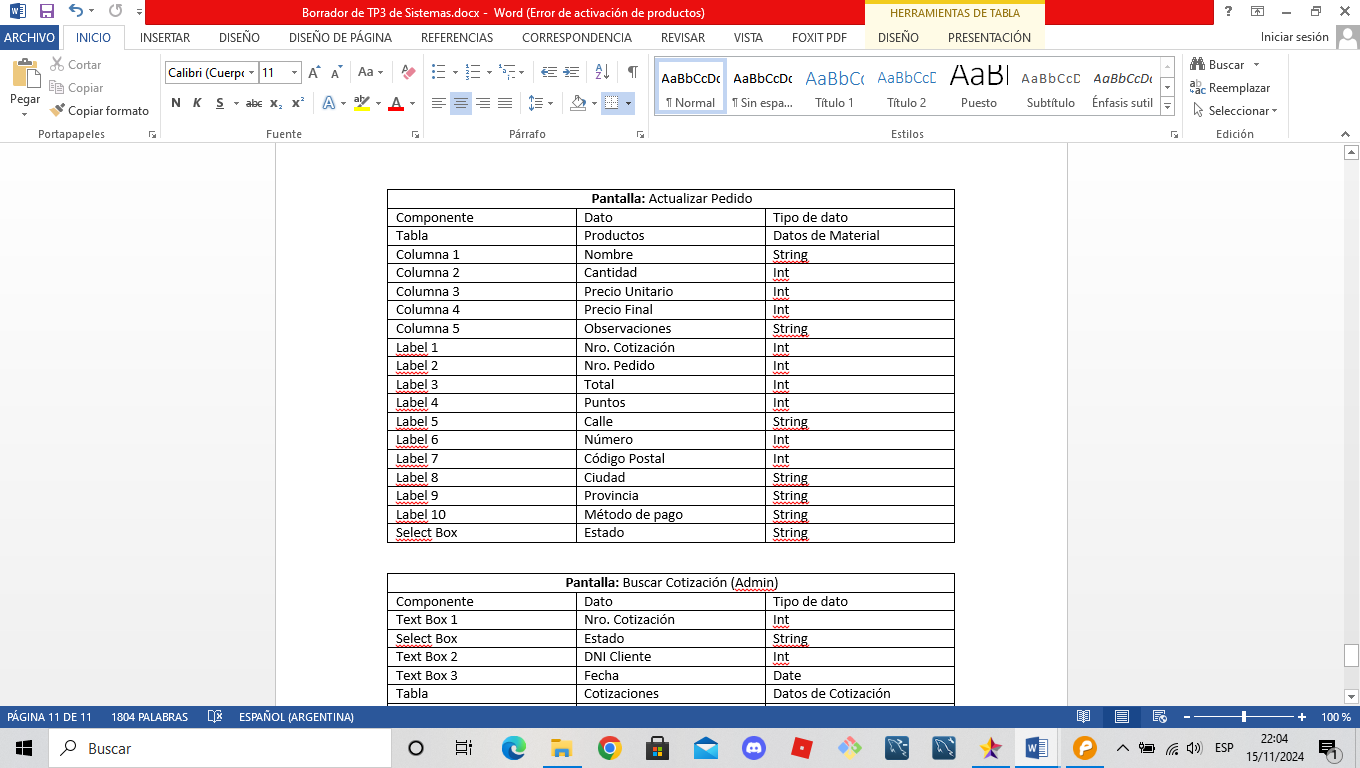 Borrador de TP3 de Sistemas.docx - Word (Error de activación de productos)
HERRAMIENTAS DE TABLA
ARCHIVO INICIO INSERTAR DISEÑO DISEÑO DE PÁGINA REFERENCIAS CORRESPONDENCIA REVISAR VISTA FOXIT PDF DISEÑO PRESENTACIÓN Iniciar sesión
Pegar
Cortar
Copiar
Copiar formato
Portapapeles
Calibri (Cuerpo 11
N K S abc x₂ x²
Fuente
Párrafo
AaBbCcDc AaBbCcDc AaBbCc AaBbCcD AaBI AaBbCcD AaBbCcDc
¶ Normal ¶ Sin espa... Título 1 Título 2 Puesto Subtítulo Énfasis sutil
Estilos
Buscar
Reemplazar
Seleccionar
Edición
Pantalla: Actualizar Pedido
Componente Dato Tipo de dato
Tabla Productos Datos de Material
Columna 1 Nombre String
Columna 2 Cantidad Int
Columna 3 Precio Unitario Int
Columna 4 Precio Final Int
Columna 5 Observaciones String
Label 1 Nro. Cotización Int
Label 2 Nro. Pedido Int
Label 3 Total Int
Label 4 Puntos Int
Label 5 Calle String
Label 6 Número Int
Label 7 Código Postal Int
Label 8 Ciudad String
Label 9 Provincia String
Label 10 Método de pago String
Select Box Estado String
Pantalla: Buscar Cotización (Admin)
Componente Dato Tipo de dato
Text Box 1 Nro. Cotización Int
Select Box Estado String
Text Box 2 DNI Cliente Int
Text Box 3 Fecha Date
Tabla Cotizaciones Datos de Cotización
PÁGINA 11 DE 11 1804 PALABRAS ESPAÑOL (ARGENTINA) 100 %
Buscar
ESP
22:04
15/11/2024
1